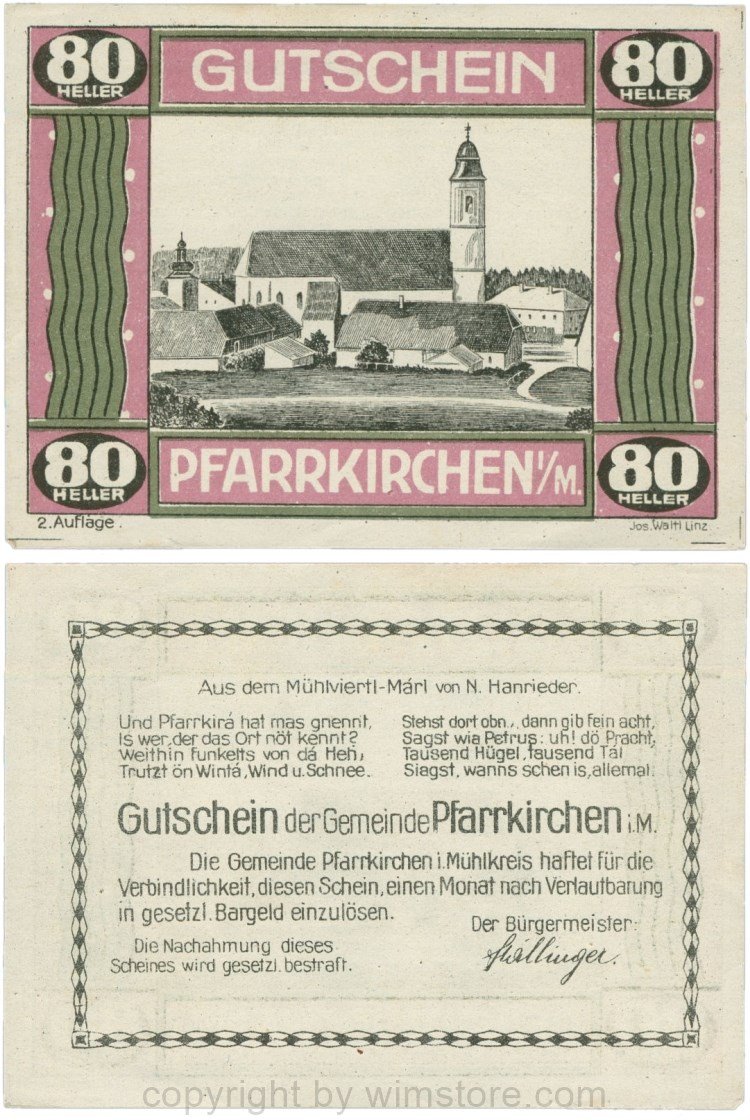 80 HELLER GUTSCHEIN 80 HELLER
80 HELLER PFARRKIRCHEN I/M. 80 HELLER
2. Auflage. Jos. Waltl Linz
Aus dem Mühlviertl-Márl von N. Hanrieder.
Und Pfarrkirá hat mas gnennt,
Is wer, der das Ort nöt kennt?
Weithin funkelts von dá Heh,
Trutzt ön Wintá, Wind u. Schnee.
Stehst dort obn., dann gib fein acht,
Sagst wia Petrus: uh! dö Pracht,
Tausend Hügel, tausend Tál
Siagst, wanns schen is, allemal.
Gutschein der Gemeinde Pfarrkirchen i.M.
Die Gemeinde Pfarrkirchen i. Mühlkreis haftet für die
Verbindlichkeit, diesen Schein, einen Monat nach Verlautbarung
in gesetzl. Bargeld einzulösen.
Der Bürgermeister:
Die Nachahmung dieses
Scheines wird gesetzl. bestraft.
copyright by wimstore.com